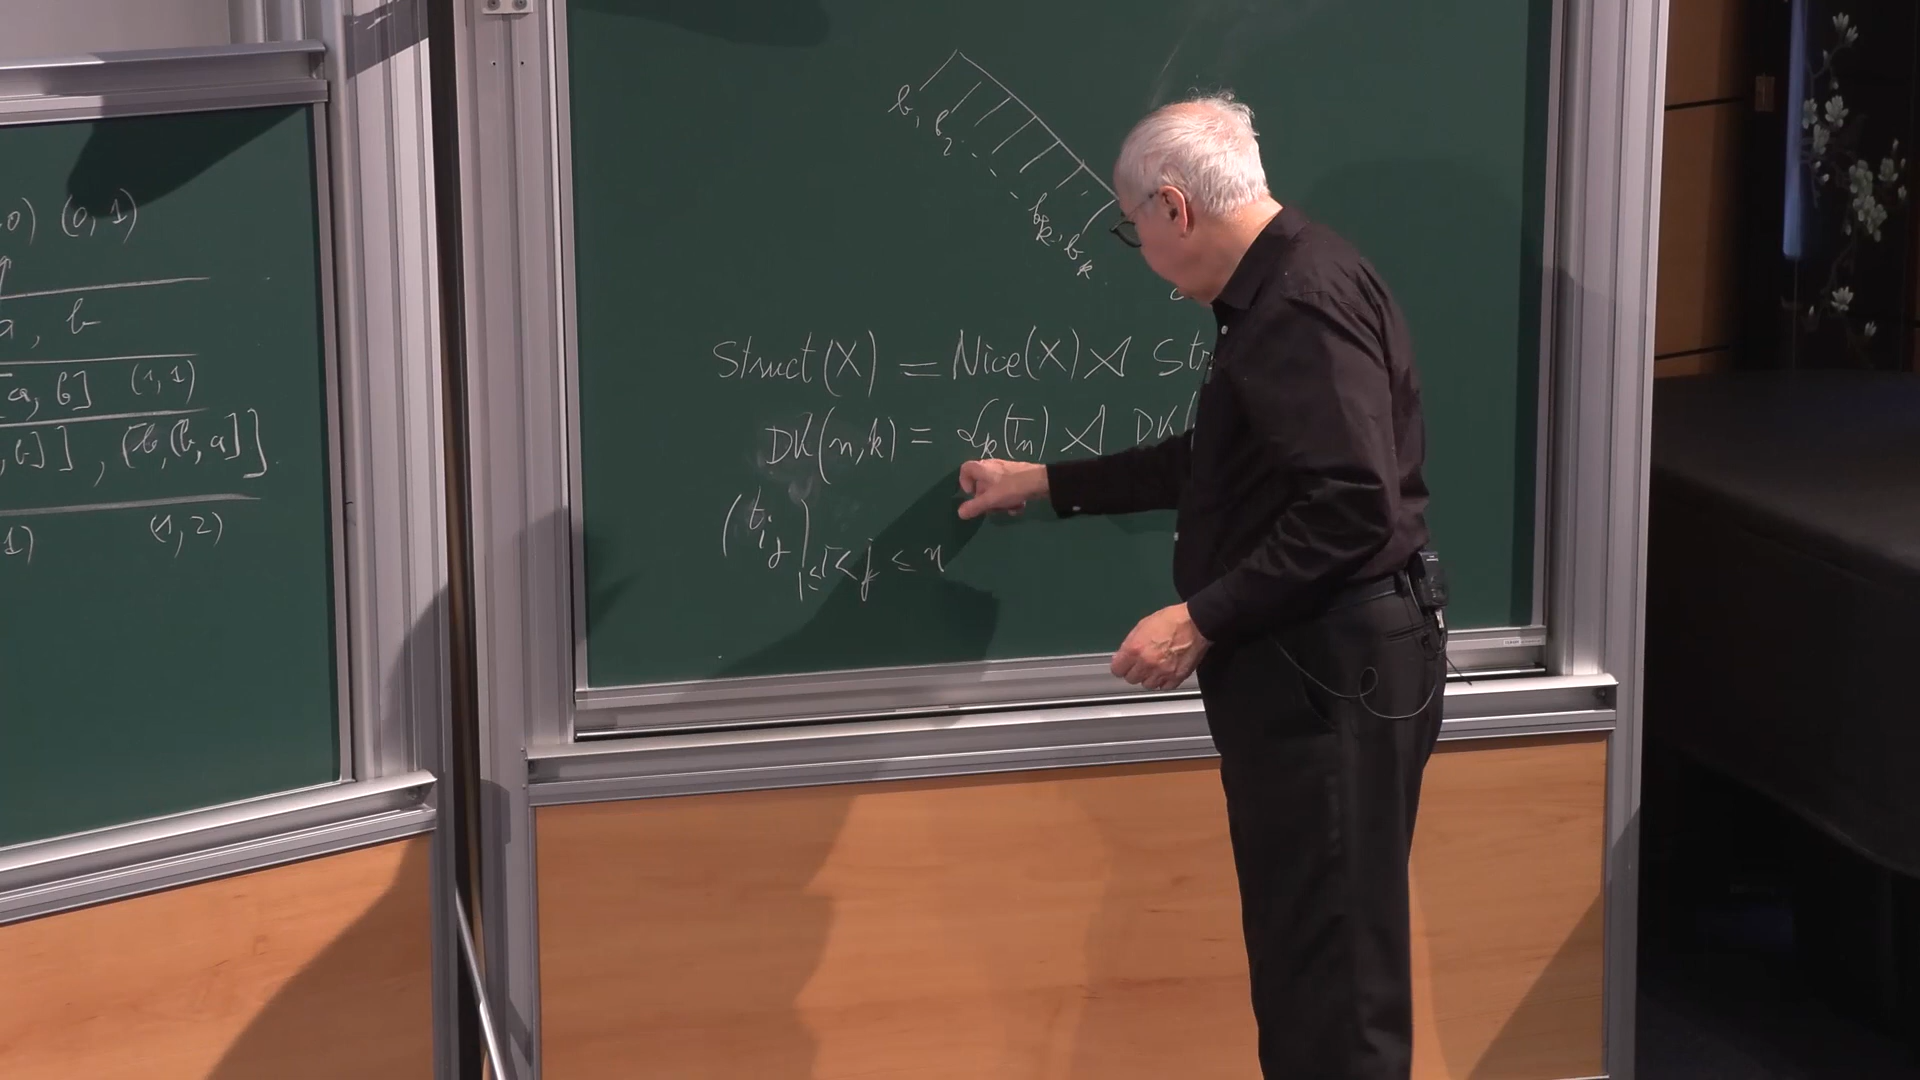 0) (0, 1)
a, b
[a, b] (1, 1)
, b]], [b, [b, a]]
1) (1, 2)
b₁ b₂ . . . . bₖ₋₁ bₖ
Struct(X) = Nice(X) ⋊ Str
DK(n,k) = 𝓛ₖ(Tₙ) ⋊ DK(
(tᵢⱼ)₁≤ᵢ<ⱼ≤ₙ